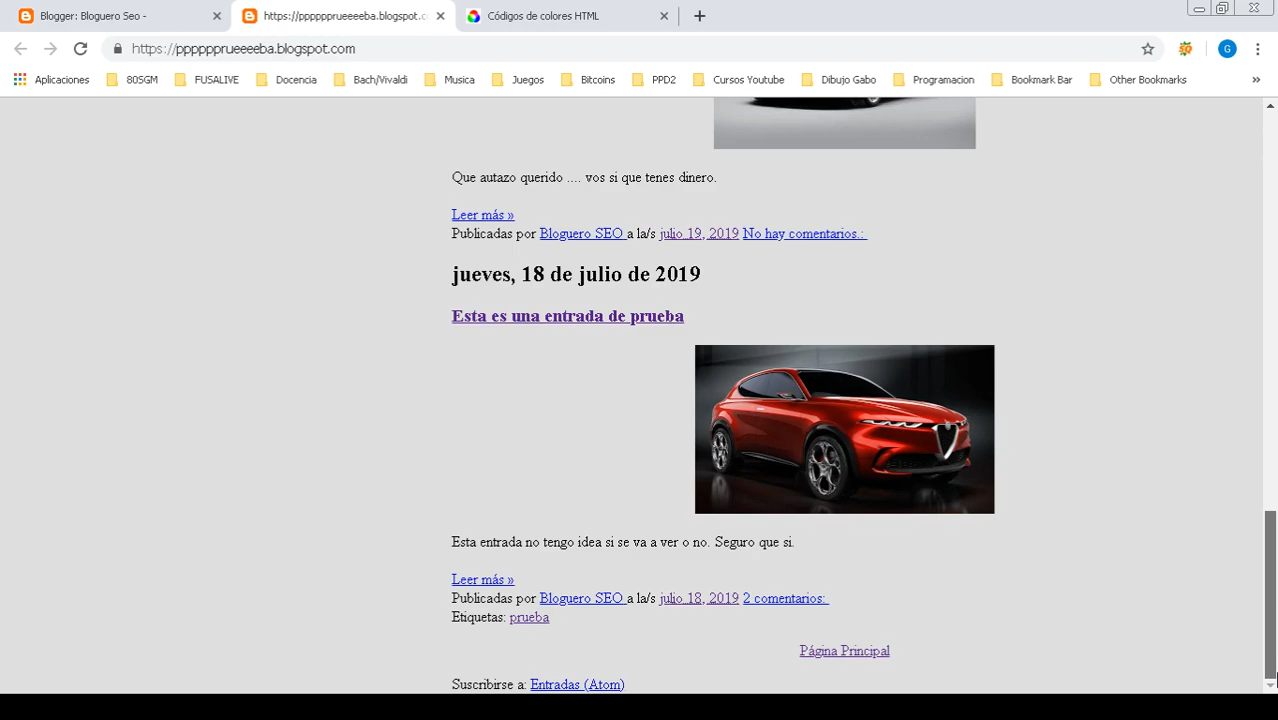 Blogger: Bloguero Seo -
https://ppppppprueeeeba.blogspot.c
Códigos de colores HTML
https://ppppppprueeeeba.blogspot.com
G
Aplicaciones
80SGM
FUSALIVE
Docencia
Bach/Vivaldi
Musica
Juegos
Bitcoins
PPD2
Cursos Youtube
Dibujo Gabo
Programacion
Bookmark Bar
Other Bookmarks
»
Que autazo querido .... vos si que tenes dinero.
Leer más »
Publicadas por Bloguero SEO a la/s julio 19, 2019 No hay comentarios.:
jueves, 18 de julio de 2019
Esta es una entrada de prueba
Esta entrada no tengo idea si se va a ver o no. Seguro que si.
Leer más »
Publicadas por Bloguero SEO a la/s julio 18, 2019 2 comentarios:
Etiquetas: prueba
Página Principal
Suscribirse a: Entradas (Atom)